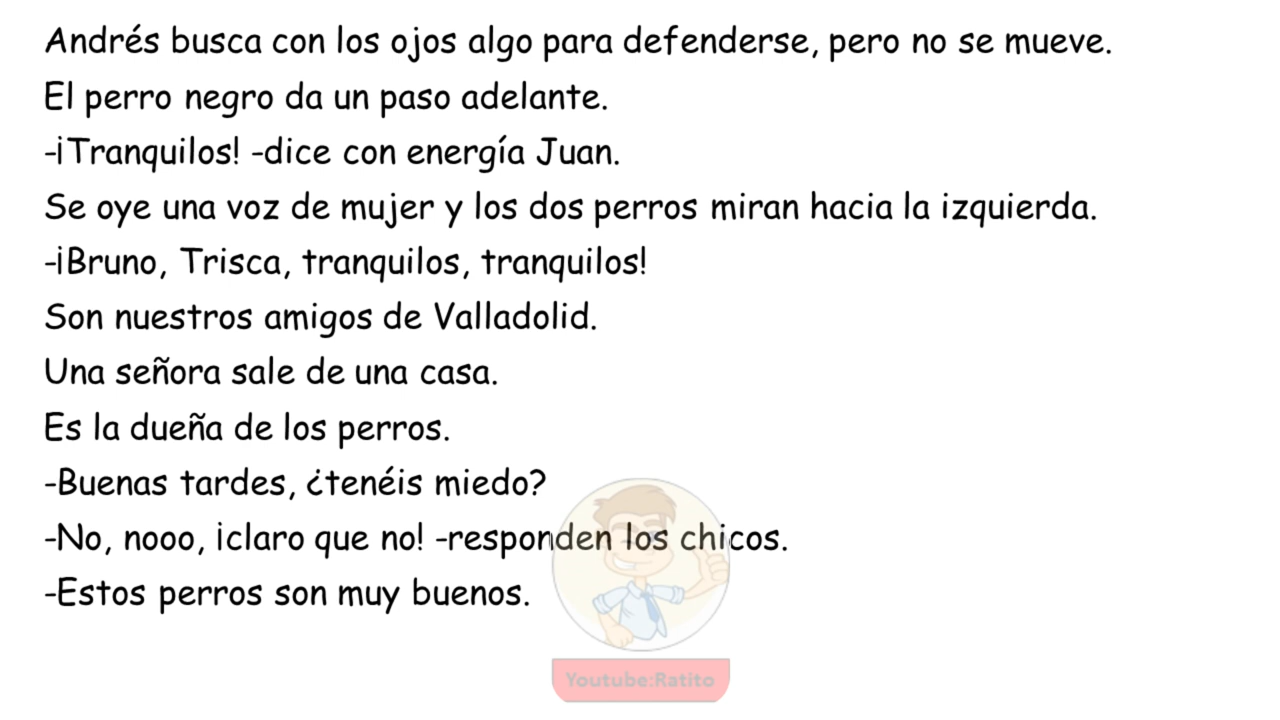 Andrés busca con los ojos algo para defenderse, pero no se mueve.
El perro negro da un paso adelante.
-¡Tranquilos! -dice con energía Juan.
Se oye una voz de mujer y los dos perros miran hacia la izquierda.
-¡Bruno, Trisca, tranquilos, tranquilos!
Son nuestros amigos de Valladolid.
Una señora sale de una casa.
Es la dueña de los perros.
-Buenas tardes, ¿tenéis miedo?
-No, nooo, ¡claro que no! -responden los chicos.
-Estos perros son muy buenos.
Youtube:Ratito